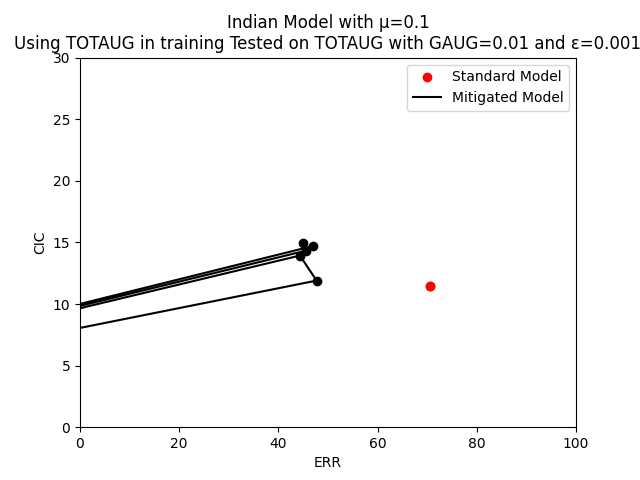 Indian Model with μ=0.1
Using TOTAUG in training Tested on TOTAUG with GAUG=0.01 and ε=0.001
30
25
20
15
10
5
0
CIC
Standard Model
Mitigated Model
0 20 40 60 80 100
ERR